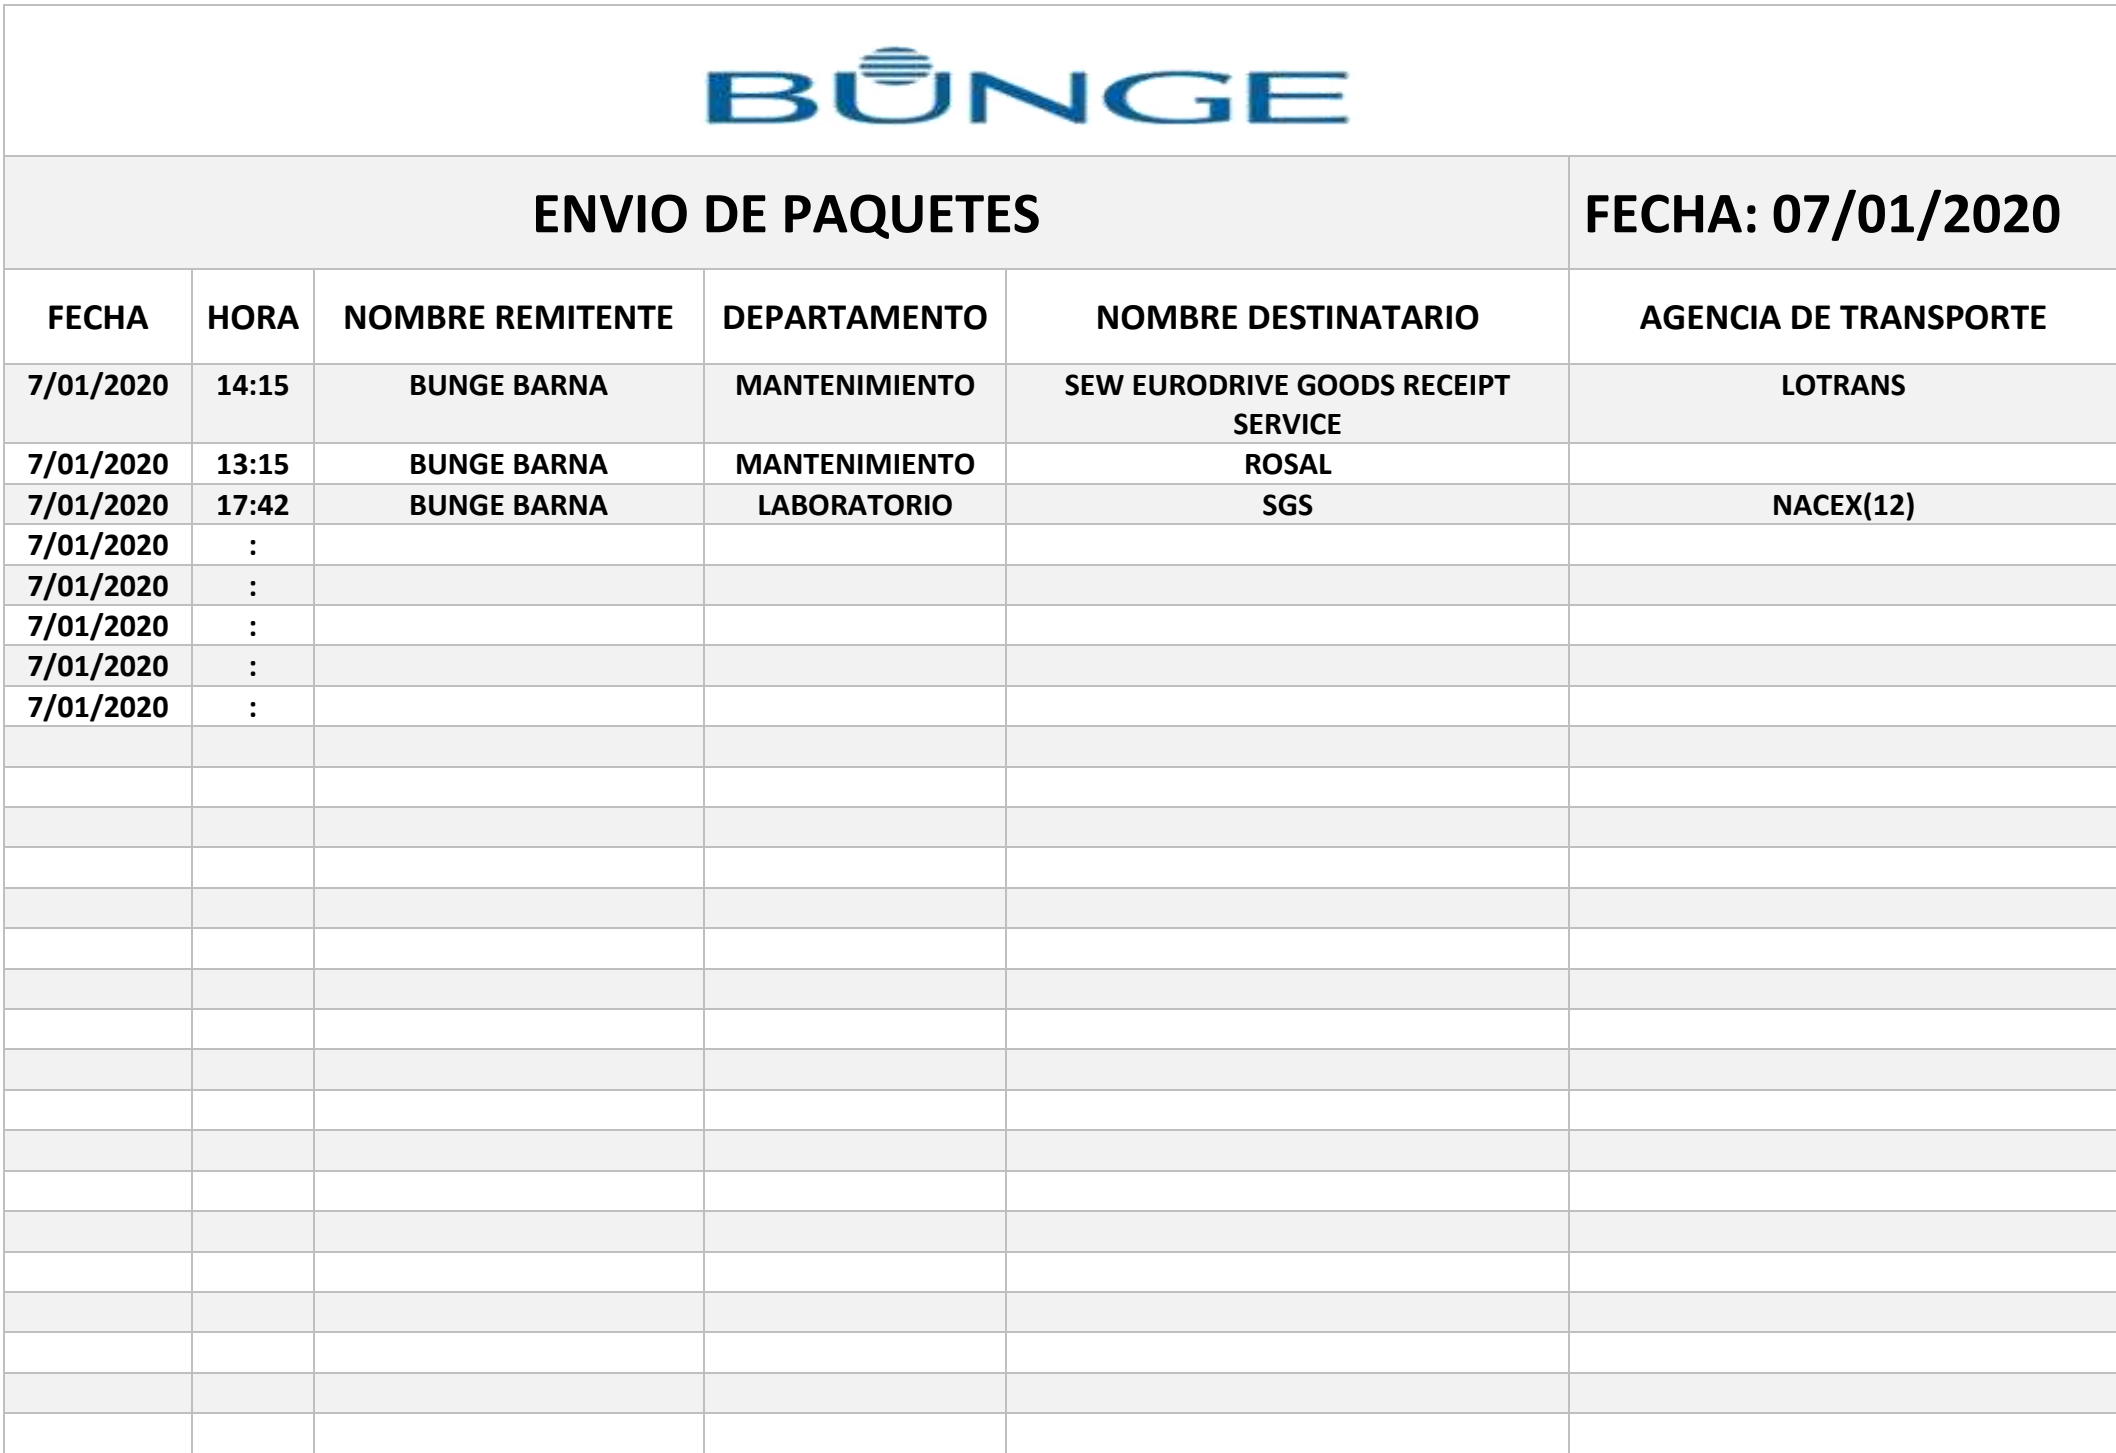 BUNGE
ENVIO DE PAQUETES FECHA: 07/01/2020
FECHA HORA NOMBRE REMITENTE DEPARTAMENTO NOMBRE DESTINATARIO AGENCIA DE TRANSPORTE
7/01/2020 14:15 BUNGE BARNA MANTENIMIENTO SEW EURODRIVE GOODS RECEIPT LOTRANS
SERVICE
7/01/2020 13:15 BUNGE BARNA MANTENIMIENTO ROSAL
7/01/2020 17:42 BUNGE BARNA LABORATORIO SGS NACEX(12)
7/01/2020 :
7/01/2020 :
7/01/2020 :
7/01/2020 :
7/01/2020 :